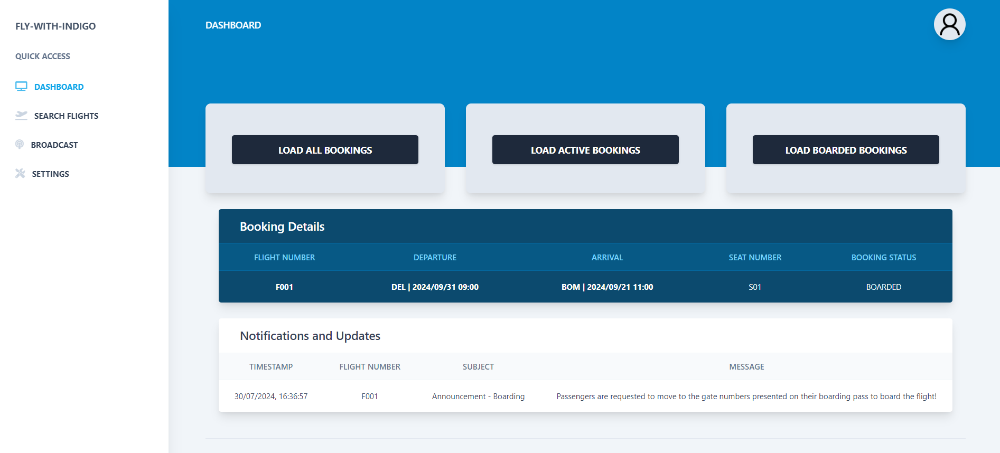 FLY-WITH-INDIGO
QUICK ACCESS
DASHBOARD
SEARCH FLIGHTS
BROADCAST
SETTINGS
DASHBOARD
LOAD ALL BOOKINGS
LOAD ACTIVE BOOKINGS
LOAD BOARDED BOOKINGS
Booking Details
FLIGHT NUMBER DEPARTURE ARRIVAL SEAT NUMBER BOOKING STATUS
F001 DEL | 2024/09/31 09:00 BOM | 2024/09/21 11:00 S01 BOARDED
Notifications and Updates
TIMESTAMP FLIGHT NUMBER SUBJECT MESSAGE
30/07/2024, 16:36:57 F001 Announcement - Boarding Passengers are requested to move to the gate numbers presented on their boarding pass to board the flight!